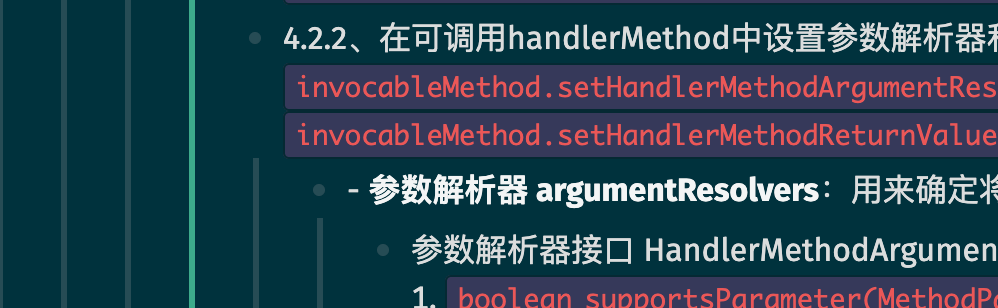 4.2.2、在可调用handlerMethod中设置参数解析器
invocableMethod.setHandlerMethodArgumentRes
invocableMethod.setHandlerMethodReturnValue
- 参数解析器 argumentResolvers：用来确定将
参数解析器接口 HandlerMethodArgumen
1. boolean supportsParameter(MethodPa